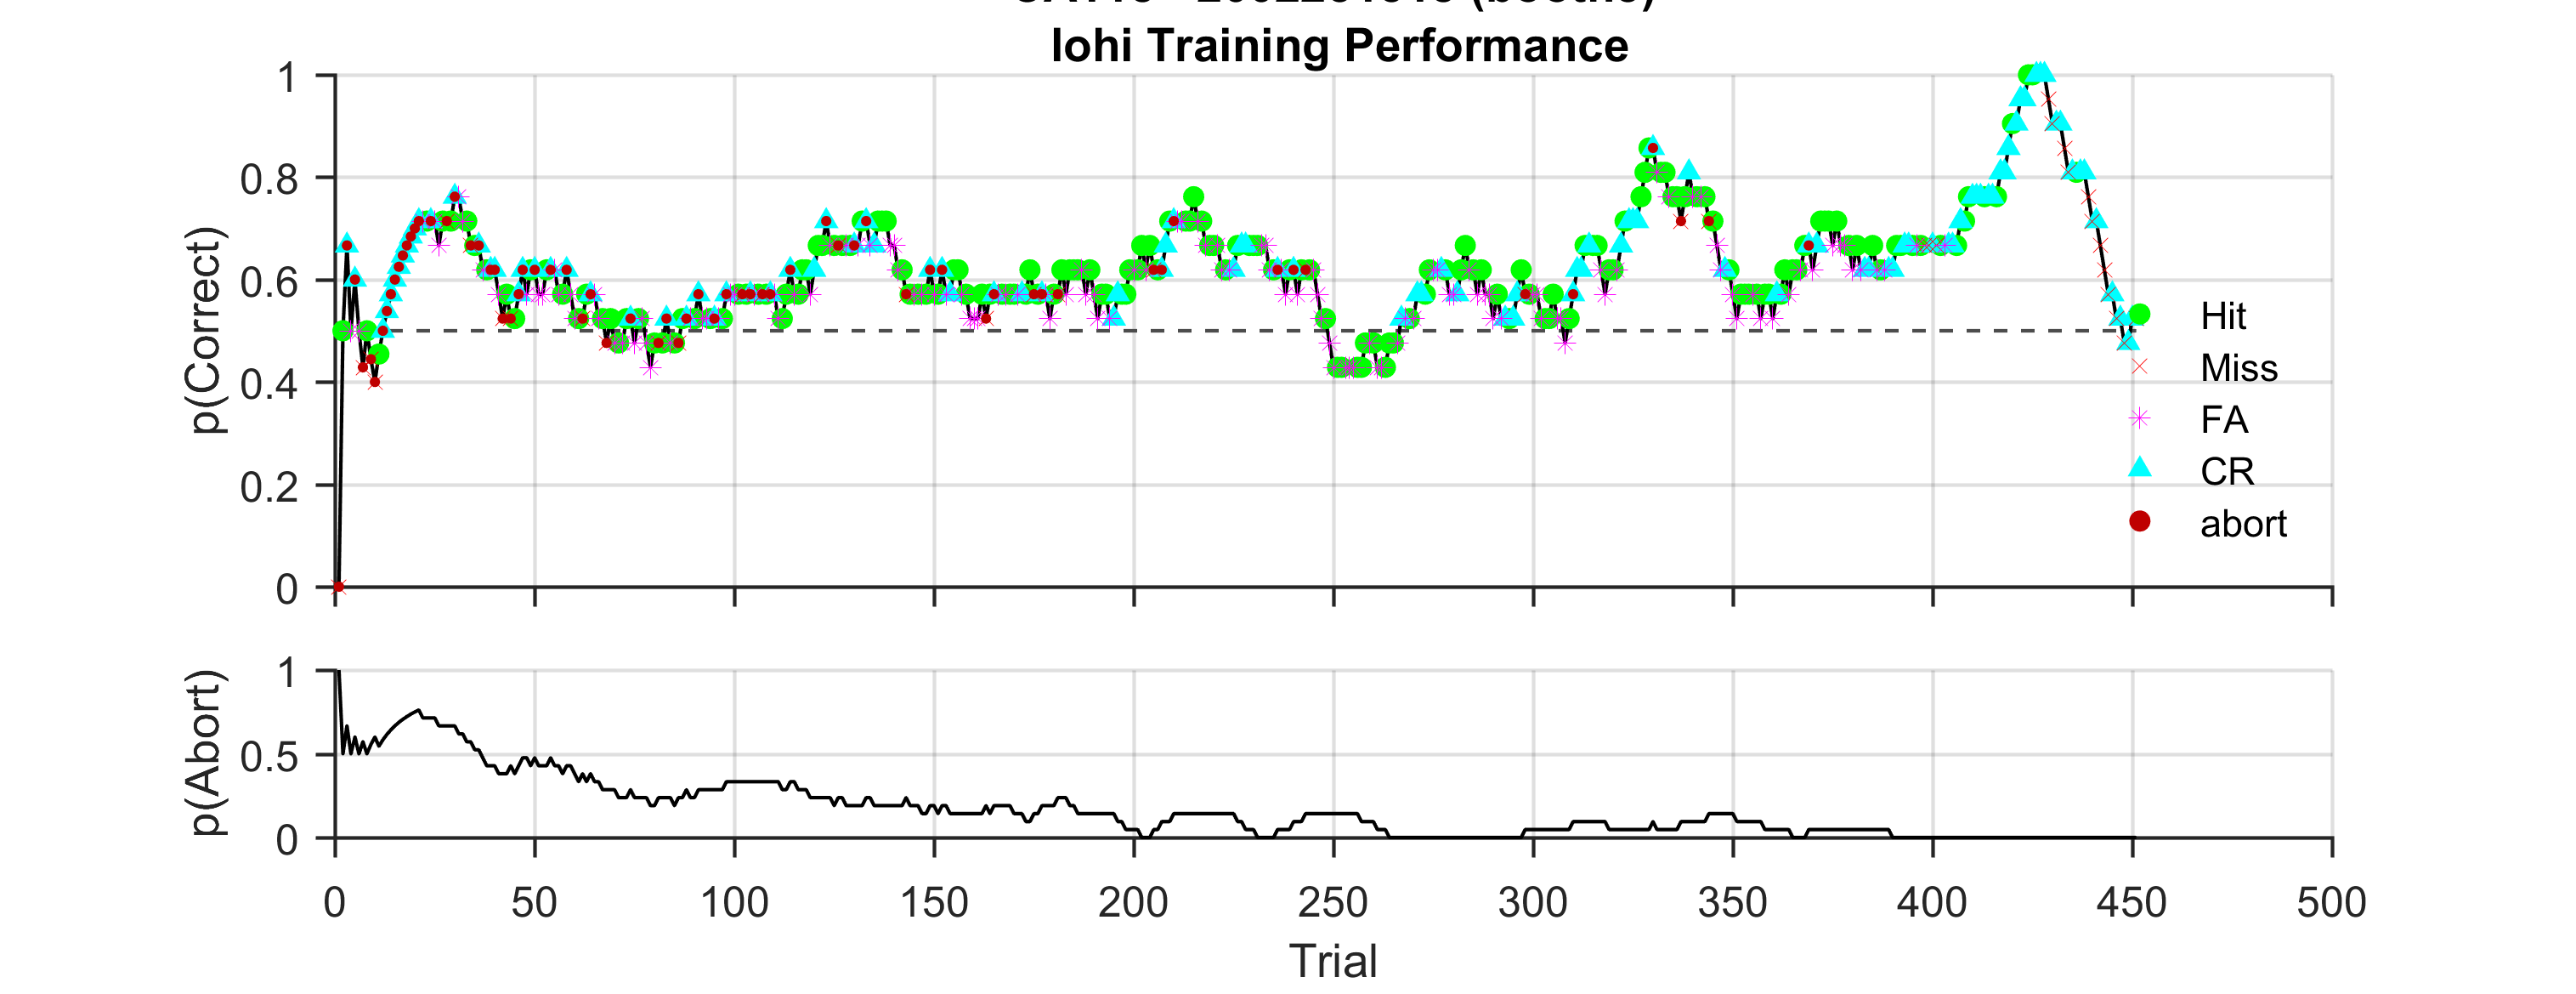 lohi Training Performance
1
0.8
0.6
0.4
0.2
0
p(Correct)
Hit
Miss
FA
CR
abort
1
0.5
0
p(Abort)
0 50 100 150 200 250 300 350 400 450 500
Trial